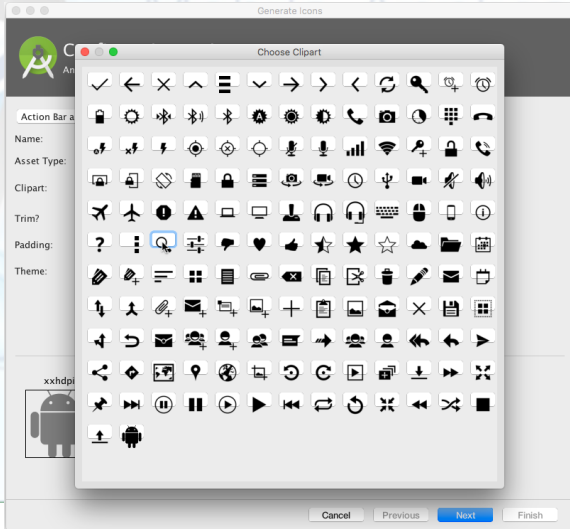 Generate Icons
Choose Clipart
Action Bar a
Name:
Asset Type:
Clipart:
Trim?
Padding:
Theme:
xxhdpi
Cancel
Previous
Next
Finish